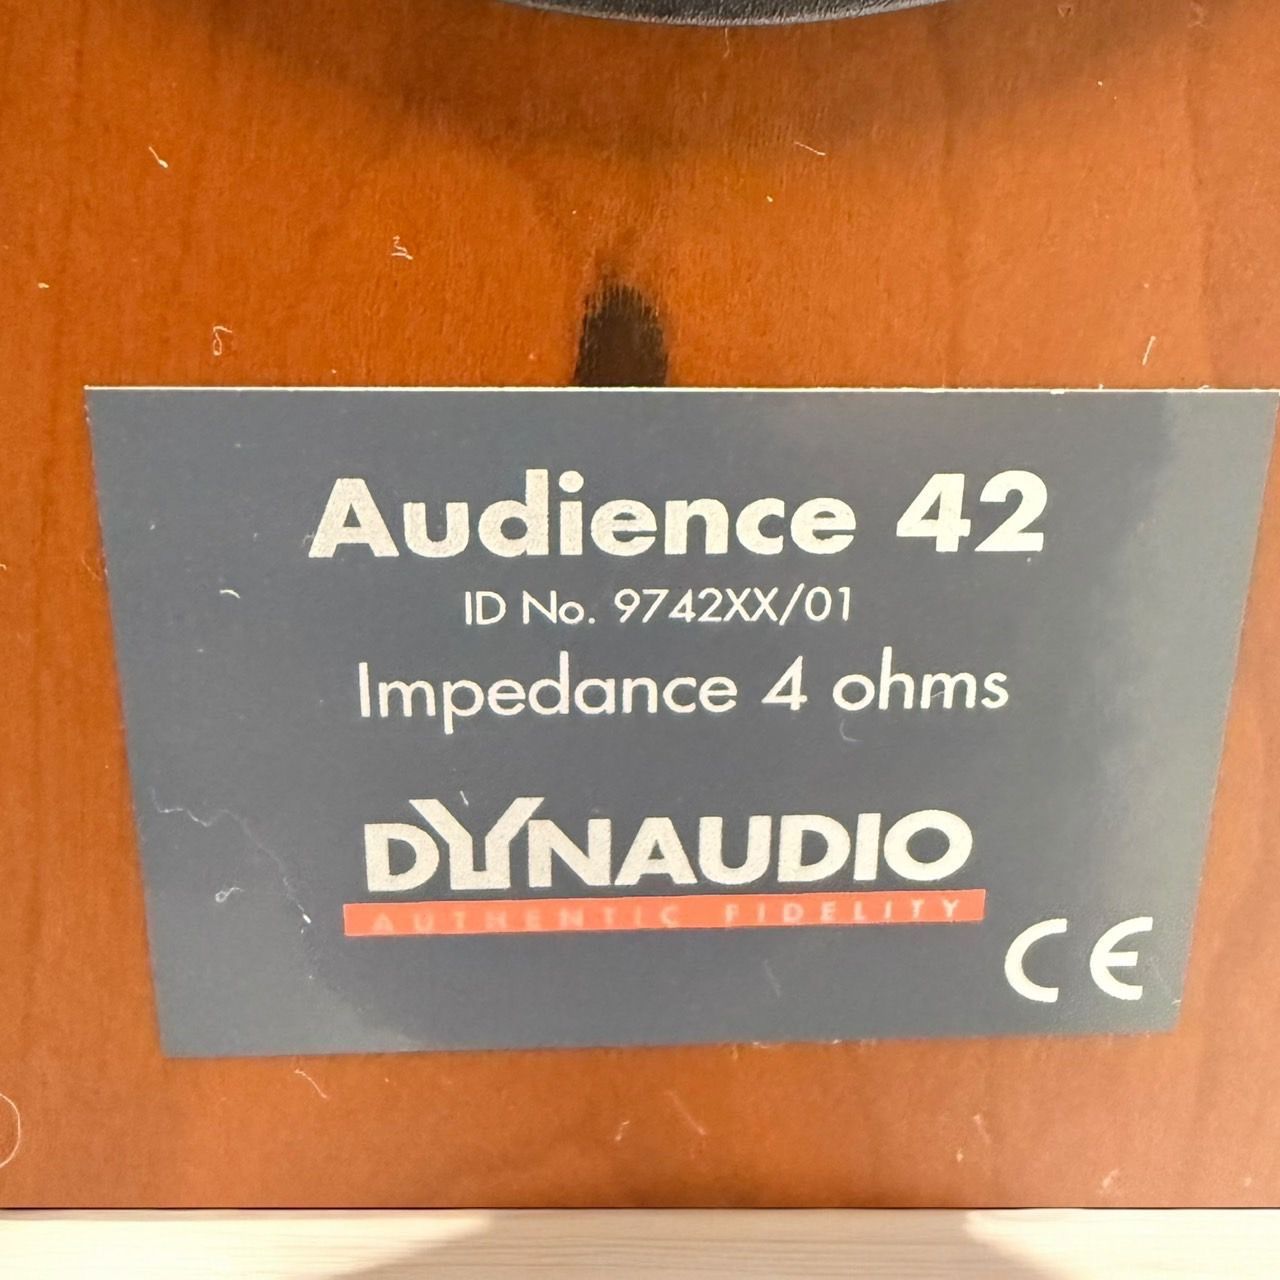 Audience 42
ID No. 9742XX/01
Impedance 4 ohms
DYNAUDIO
AUTHENTIC FIDELITY
CE